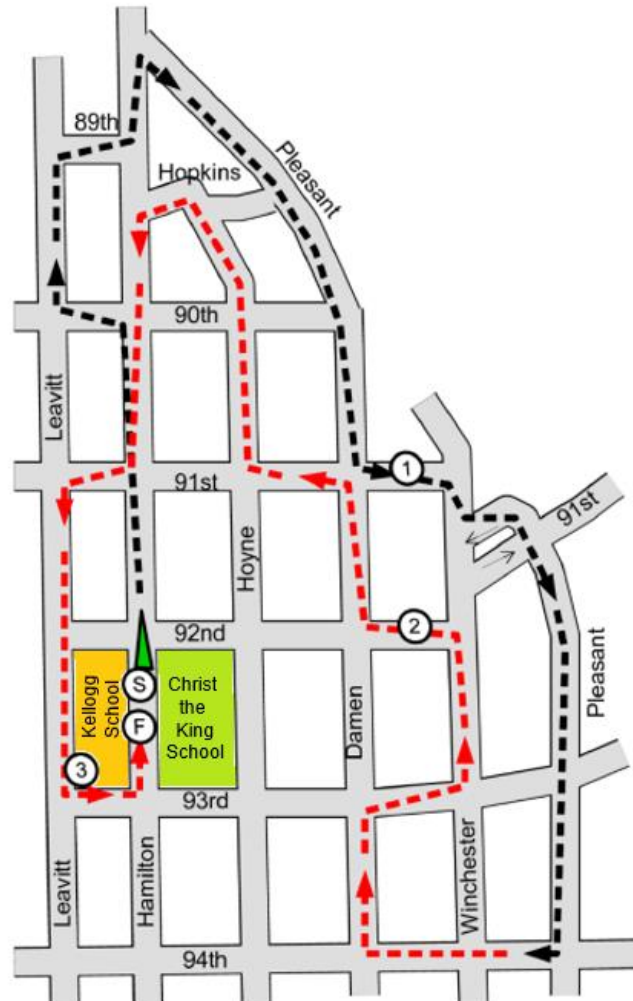 89th
Hopkins
Pleasant
90th
Leavitt
1
91st
91st
Hoyne
2
92nd
S
Kellogg
School
Christ
the
King
School
F
Damen
Pleasant
3
93rd
Leavitt
Hamilton
Winchester
94th